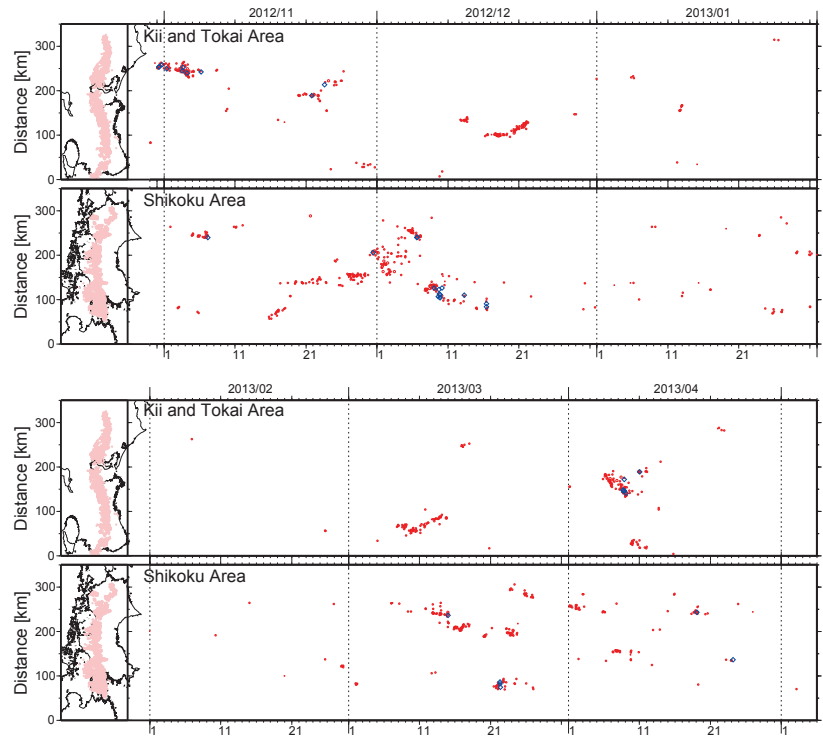 2012/11 2012/12 2013/01
Kii and Tokai Area
Distance [km]
300
200
100
0
Shikoku Area
Distance [km]
300
200
100
0
1 11 21 1 11 21 1 11 21
2013/02 2013/03 2013/04
Kii and Tokai Area
Distance [km]
300
200
100
0
Shikoku Area
Distance [km]
300
200
100
0
1 11 21 1 11 21 1 11 21 1